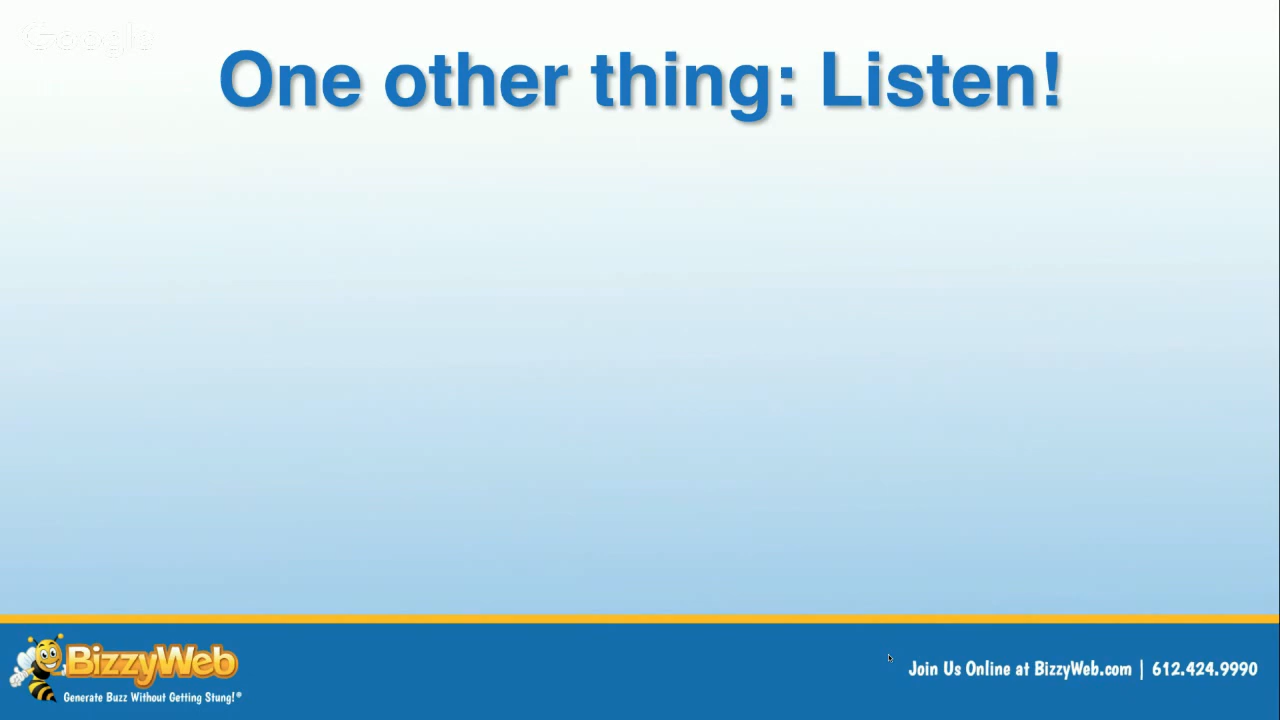 Google
One other thing: Listen!
BizzyWeb
Generate Buzz Without Getting Stung!®
Join Us Online at BizzyWeb.com | 612.424.9990